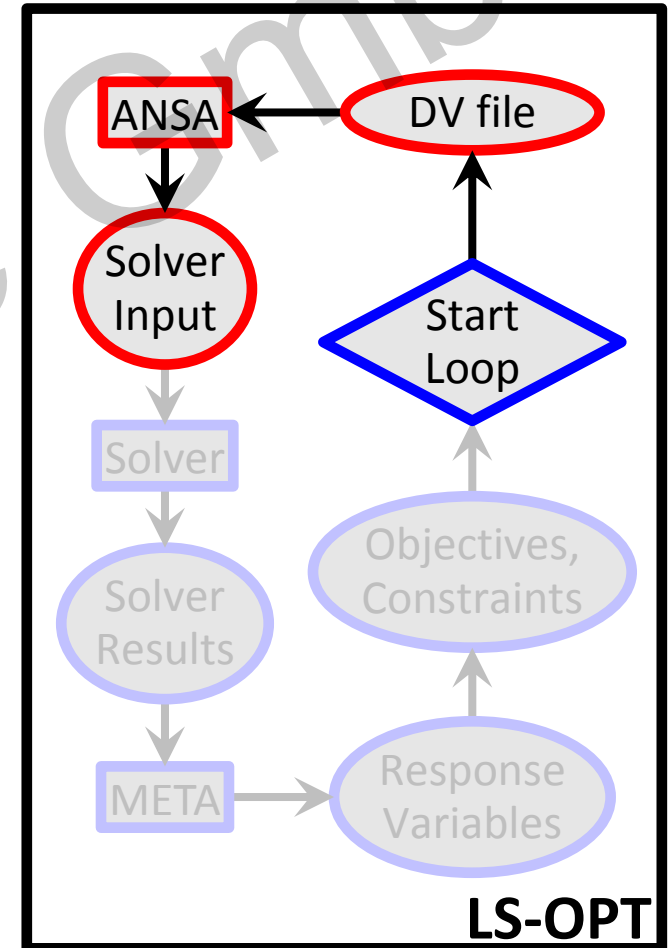 ANSA
DV file
Solver
Input
Start
Loop
Solver
Objectives,
Constraints
Solver
Results
META
Response
Variables
LS-OPT